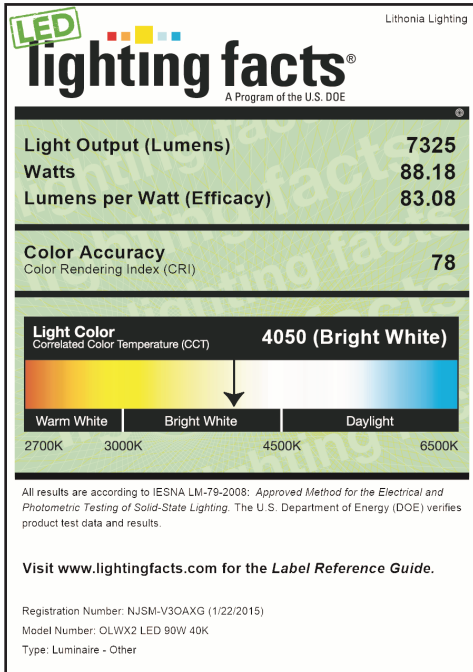 Lithonia Lighting
LED
lighting facts®
A Program of the U.S. DOE
Light Output (Lumens) 7325
Watts 88.18
Lumens per Watt (Efficacy) 83.08
Color Accuracy
Color Rendering Index (CRI) 78
Light Color
Correlated Color Temperature (CCT) 4050 (Bright White)
Warm White Bright White Daylight
2700K 3000K 4500K 6500K
All results are according to IESNA LM-79-2008: Approved Method for the Electrical and
Photometric Testing of Solid-State Lighting. The U.S. Department of Energy (DOE) verifies
product test data and results.
Visit www.lightingfacts.com for the Label Reference Guide.
Registration Number: NJSM-V3OAXG (1/22/2015)
Model Number: OLWX2 LED 90W 40K
Type: Luminaire - Other